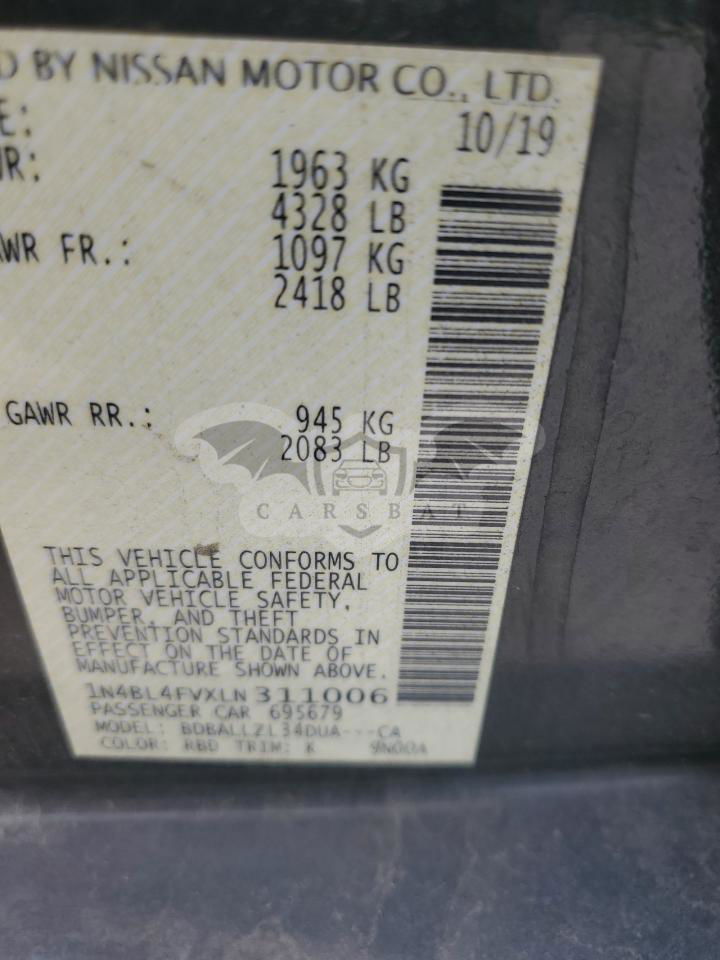 D BY NISSAN MOTOR CO., LTD.
E: 10/19
WR: 1963 KG
4328 LB
AWR FR.: 1097 KG
2418 LB
GAWR RR.: 945 KG
2083 LB
CARSBAT
THIS VEHICLE CONFORMS TO
ALL APPLICABLE FEDERAL
MOTOR VEHICLE SAFETY,
BUMPER, AND THEFT
PREVENTION STANDARDS IN
EFFECT ON THE DATE OF
MANUFACTURE SHOWN ABOVE.
1N4BL4FVXLN311006
PASSENGER CAR 695679
MODEL: BDBALLZL34DUA---CA
COLOR: RBD TRIM: K